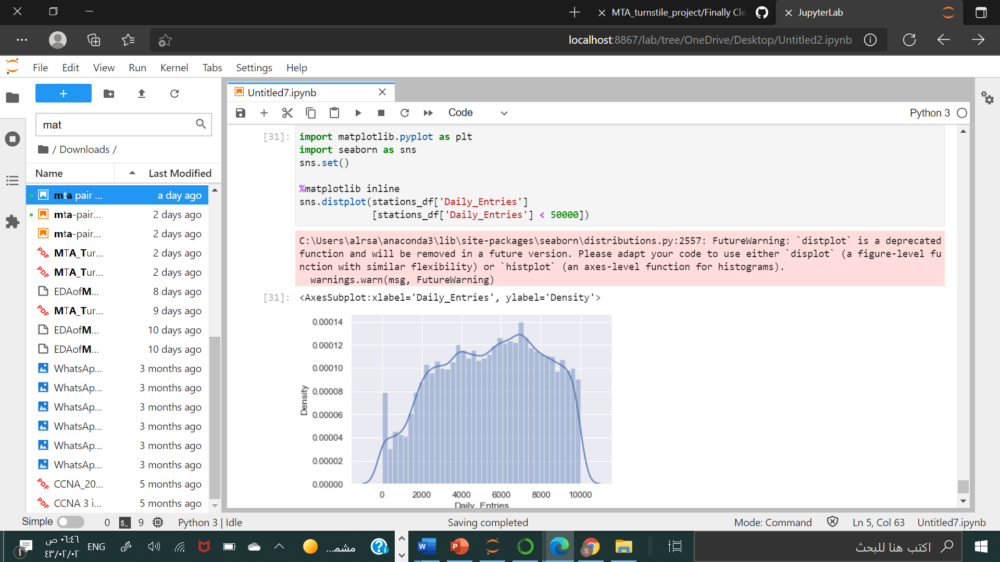 MTA_turnstile_project/Finally Cle
JupyterLab
localhost:8867/lab/tree/OneDrive/Desktop/Untitled2.ipynb
File Edit View Run Kernel Tabs Settings Help
mat
/ Downloads /
Name Last Modified
mta pair ... a day ago
mta-pair... 2 days ago
mta-pair... 2 days ago
MTA_Tur... 2 days ago
MTA_Tur... 2 days ago
EDAofM... 8 days ago
MTA_Tur... 9 days ago
EDAofM... 10 days ago
EDAofM... 10 days ago
WhatsAp... 3 months ago
WhatsAp... 3 months ago
WhatsAp... 3 months ago
WhatsAp... 3 months ago
WhatsAp... 3 months ago
WhatsAp... 3 months ago
CCNA_20... 5 months ago
CCNA 3 i... 5 months ago
Untitled7.ipynb
Code
Python 3
[31]: import matplotlib.pyplot as plt
import seaborn as sns
sns.set()
%matplotlib inline
sns.distplot(stations_df['Daily_Entries']
[stations_df['Daily_Entries'] < 50000])
C:\Users\alrsa\anaconda3\lib\site-packages\seaborn\distributions.py:2557: FutureWarning: `distplot` is a deprecated
function and will be removed in a future version. Please adapt your code to use either `displot` (a figure-level fu
nction with similar flexibility) or `histplot` (an axes-level function for histograms).
warnings.warn(msg, FutureWarning)
[31]: <AxesSubplot:xlabel='Daily_Entries', ylabel='Density'>
0.00014
0.00012
0.00010
0.00008
0.00006
0.00004
0.00002
0.00000
Density
0 2000 4000 6000 8000 10000
Daily_Entries
Simple 0 $_ 9 Python 3 | Idle
Saving completed
Mode: Command Ln 5, Col 63 Untitled7.ipynb
١
٠٦:٤٦ ص
٤٣/٠٢/٠٢
ENG
مشم...
اكتب هنا للبحث